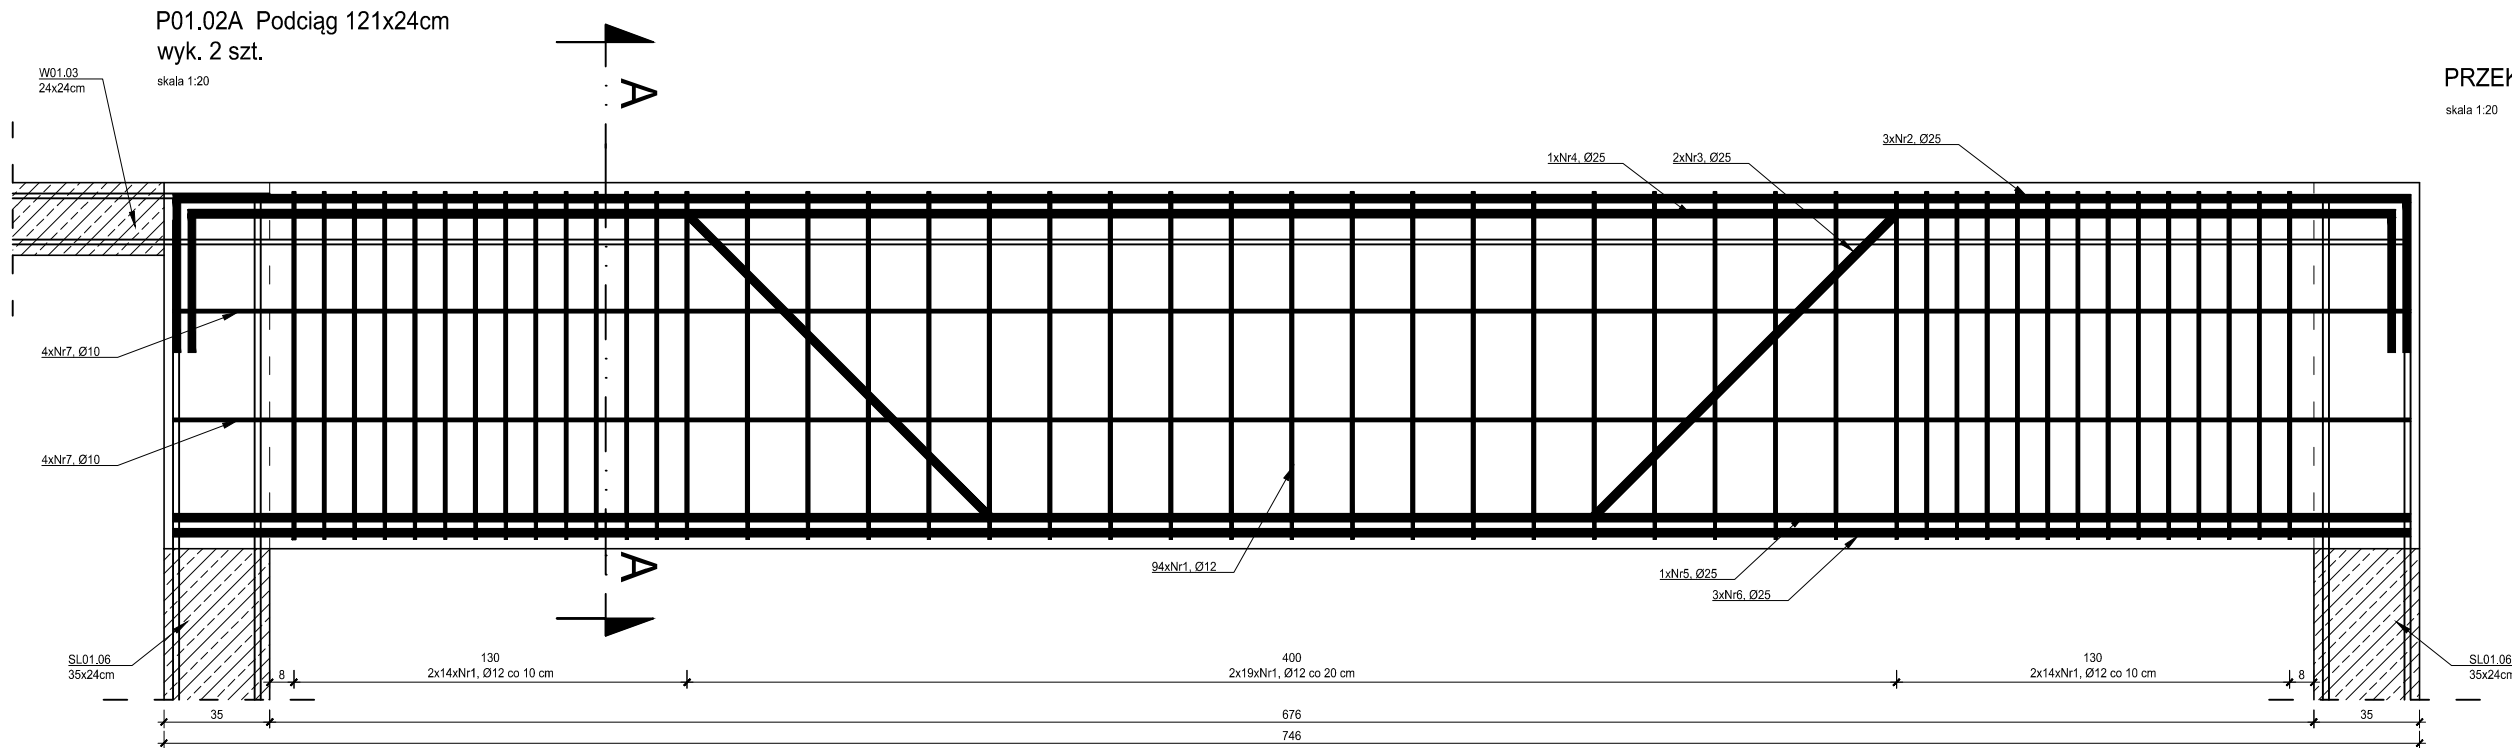 P01.02A Podciąg 121x24cm
wyk. 2 szt.
skala 1:20
W01.03
24x24cm
A
PRZEK
skala 1:20
1xNr4, Ø25
2xNr3, Ø25
3xNr2, Ø25
4xNr7, Ø10
4xNr7, Ø10
A
94xNr1, Ø12
1xNr5, Ø25
3xNr6, Ø25
SL01.06
35x24cm
SL01.06
35x24cm
8
130
2x14xNr1, Ø12 co 10 cm
400
2x19xNr1, Ø12 co 20 cm
130
2x14xNr1, Ø12 co 10 cm
8
35
676
35
746